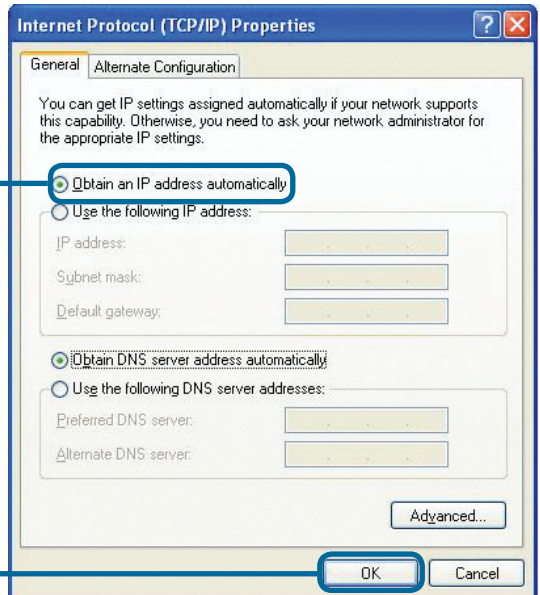 Internet Protocol (TCP/IP) Properties
General
Alternate Configuration
You can get IP settings assigned automatically if your network supports
this capability. Otherwise, you need to ask your network administrator for
the appropriate IP settings.
Obtain an IP address automatically
Use the following IP address:
IP address:
Subnet mask:
Default gateway:
Obtain DNS server address automatically
Use the following DNS server addresses:
Preferred DNS server:
Alternate DNS server:
Advanced...
OK
Cancel